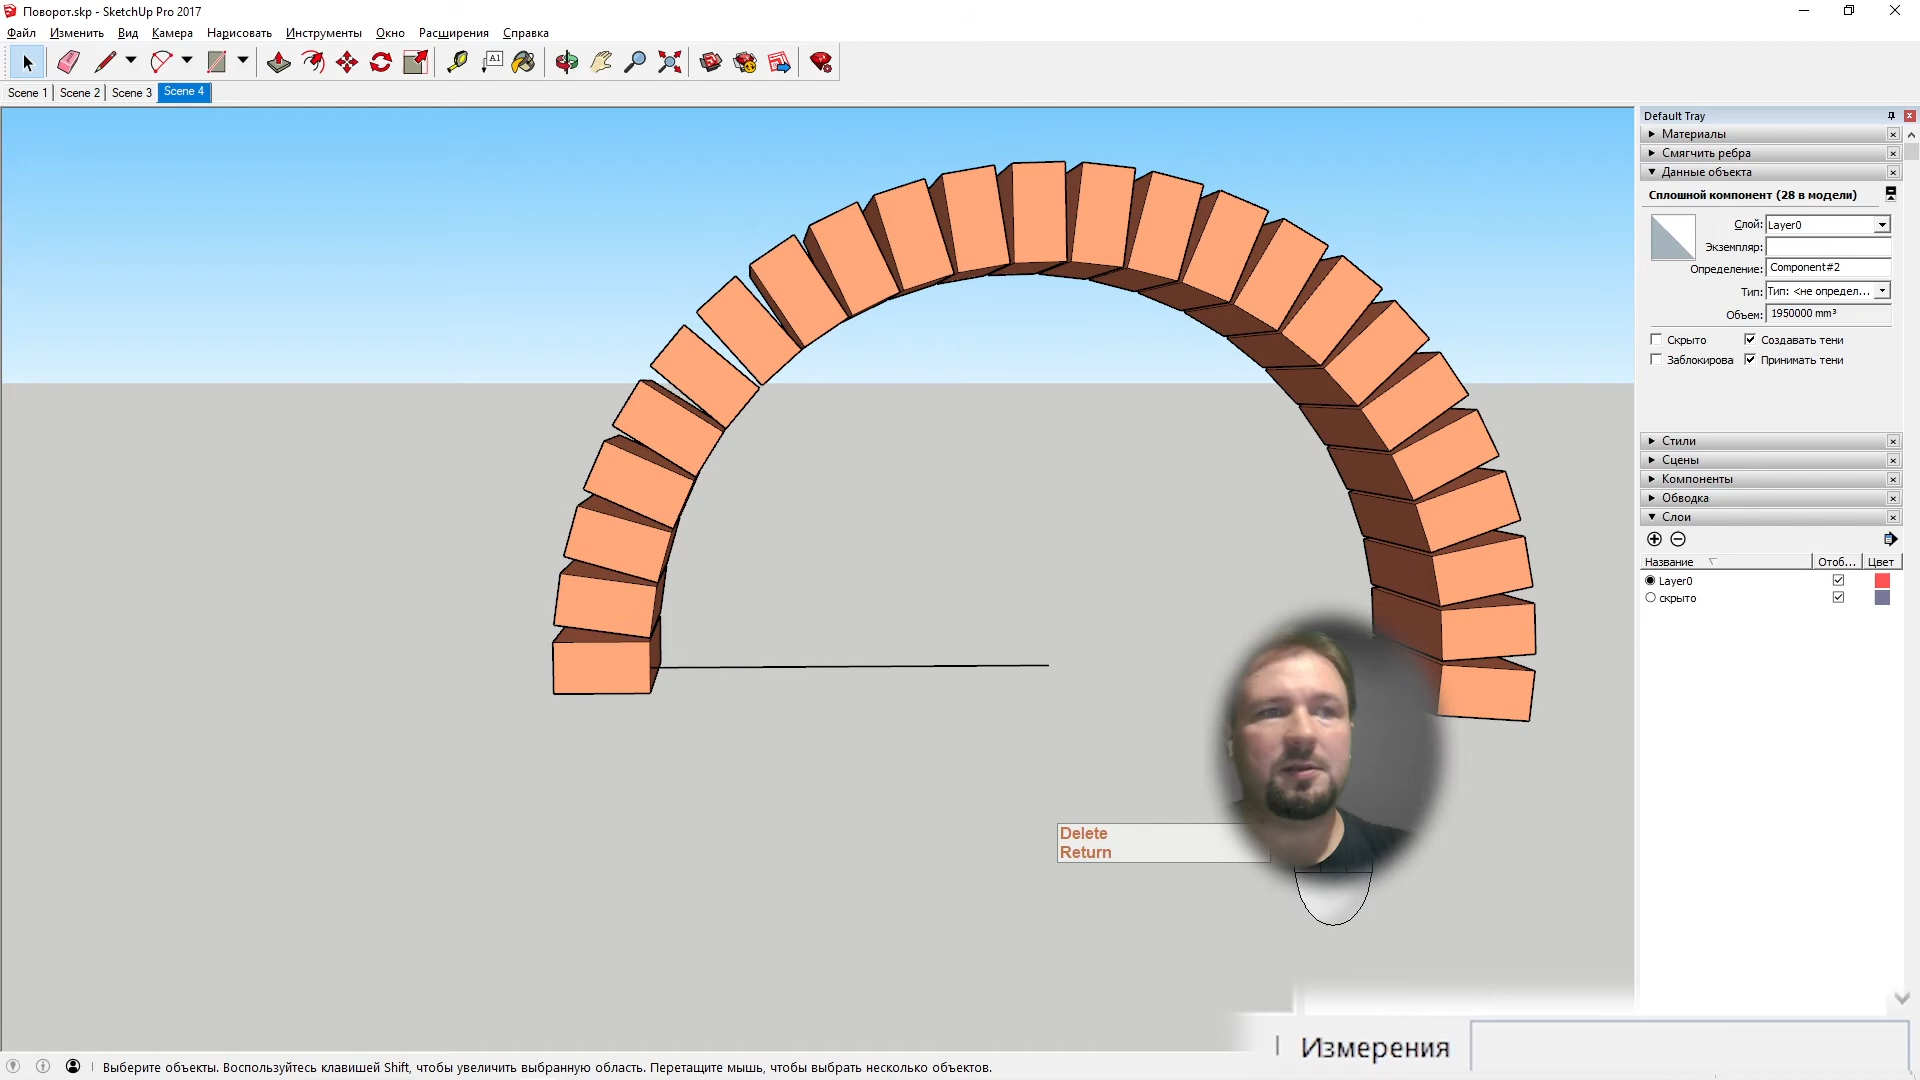 Поворот.skp - SketchUp Pro 2017
Файл Изменить Вид Камера Нарисовать Инструменты Окно Расширения Справка
A1
Scene 1 Scene 2 Scene 3 Scene 4
Default Tray
Материалы
Смягчить ребра
Данные объекта
Сплошной компонент (28 в модели)
Слой: Layer0
Экземпляр:
Определение: Component#2
Тип: Тип: <не определ...
Объем: 1950000 mm³
Скрыто Создавать тени
Заблокирова Принимать тени
Стили
Сцены
Компоненты
Обводка
Слои
Название Отоб... Цвет
Layer0
скрыто
Delete
Return
Измерения
Выберите объекты. Воспользуйтесь клавишей Shift, чтобы увеличить выбранную область. Перетащите мышь, чтобы выбрать несколько объектов.